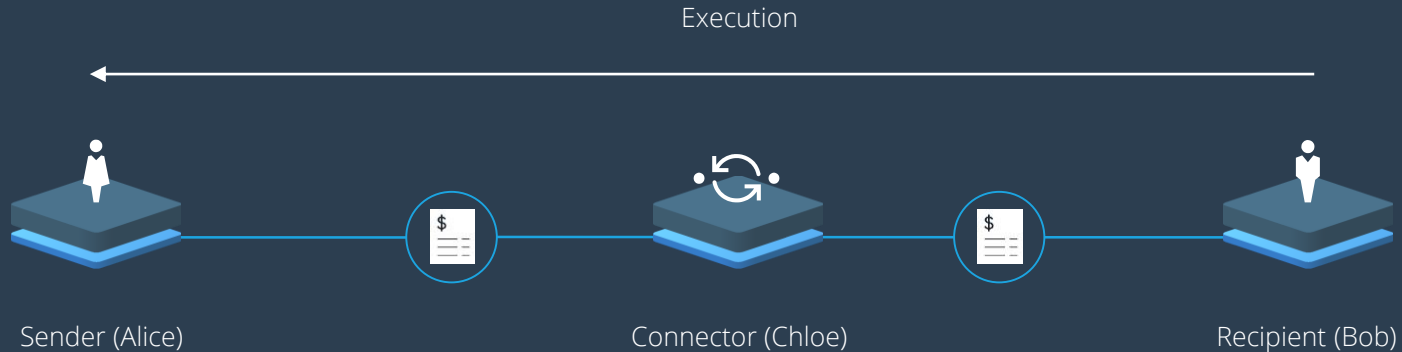 Execution
$
$
Sender (Alice)
Connector (Chloe)
Recipient (Bob)